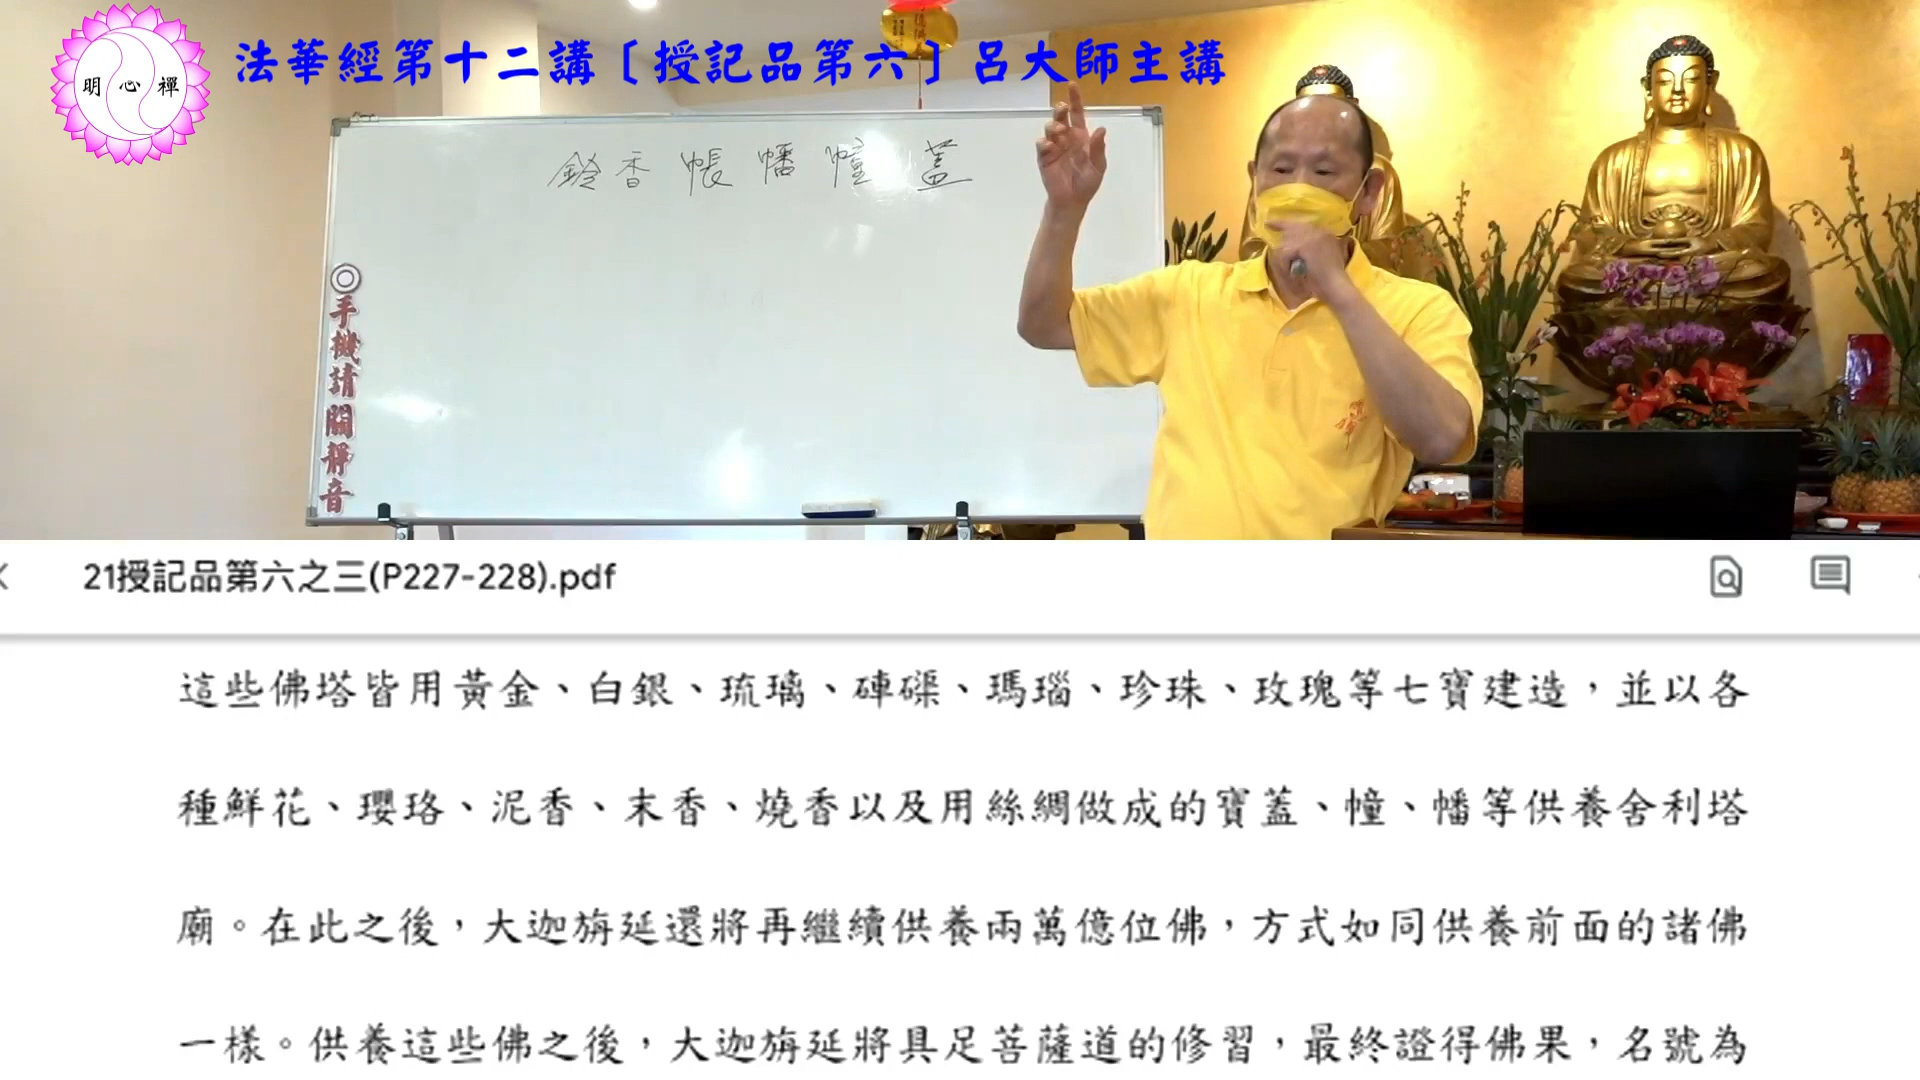 明心禪
法華經第十二講〔授記品第六〕呂大師主講
鈴香帳幡幢蓋
◎手機請關靜音
21授記品第六之三(P227-228).pdf
這些佛塔皆用黃金、白銀、琉璃、硨磲、瑪瑙、珍珠、玫瑰等七寶建造，並以各
種鮮花、瓔珞、泥香、末香、燒香以及用絲綢做成的寶蓋、幢、幡等供養舍利塔
廟。在此之後，大迦旃延還將再繼續供養兩萬億位佛，方式如同供養前面的諸佛
一樣。供養這些佛之後，大迦旃延將具足菩薩道的修習，最終證得佛果，名號為